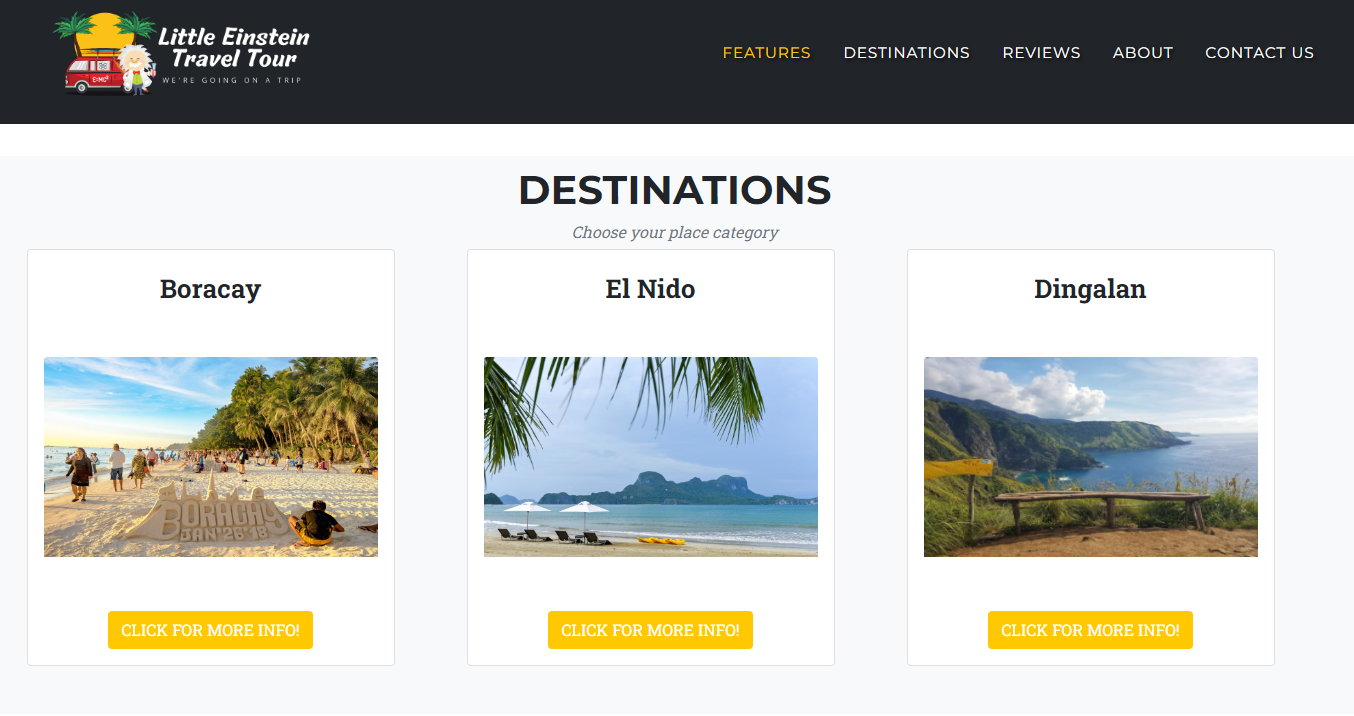 Little Einstein
Travel Tour
WE'RE GOING ON A TRIP
E=MC²
FEATURES DESTINATIONS REVIEWS ABOUT CONTACT US
DESTINATIONS
Choose your place category
Boracay El Nido Dingalan
BORACAY
JAN 26-18
CLICK FOR MORE INFO! CLICK FOR MORE INFO! CLICK FOR MORE INFO!